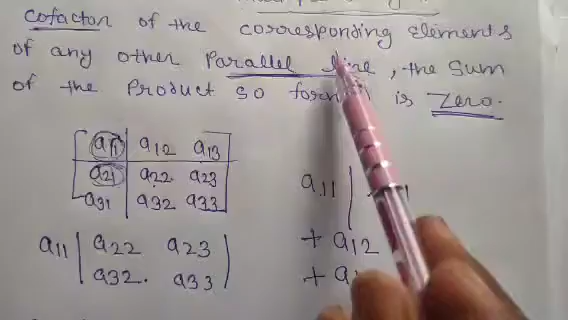 cofactor of the corresponding elements
of any other Parallel line, the sum
of the Product so is Zero.
a11 a12 a13
a21 a22 a23
a31 a32 a33
a11 | a22 a23 |
a32. a33
a11 |
+ a12
+